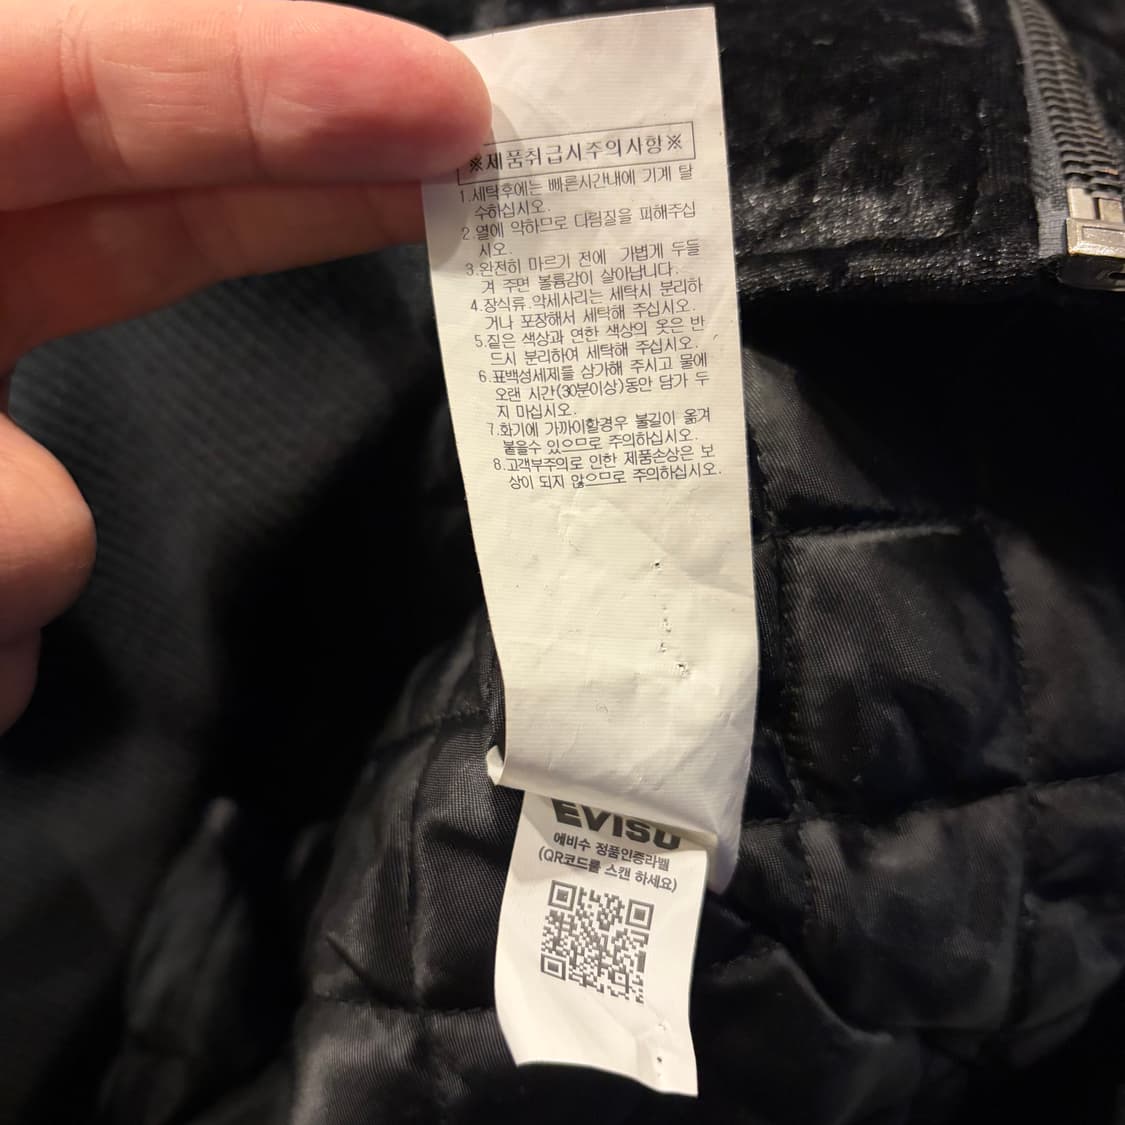 ※제품취급시주의사항※
1.세탁후에는 빠른시간내에 기계 탈
수하십시오.
2.열에 약하므로 다림질을 피해주십
시오.
3.완전히 마르기 전에 가볍게 두들
겨 주면 볼륨감이 살아납니다.
4.장식류.악세사리는 세탁시 분리하
거나 포장해서 세탁해 주십시오.
5.짙은 색상과 연한 색상의 옷은 반
드시 분리하여 세탁해 주십시오.
6.표백성세제를 삼가해 주시고 물에
오랜 시간(30분이상)동안 담가 두
지 마십시오.
7.화기에 가까이할경우 불길이 옮겨
붙을수 있으므로 주의하십시오.
8.고객부주의로 인한 제품손상은 보
상이 되지 않으므로 주의하십시오.
EVISU
에비수 정품인증라벨
(QR코드를 스캔 하세요)